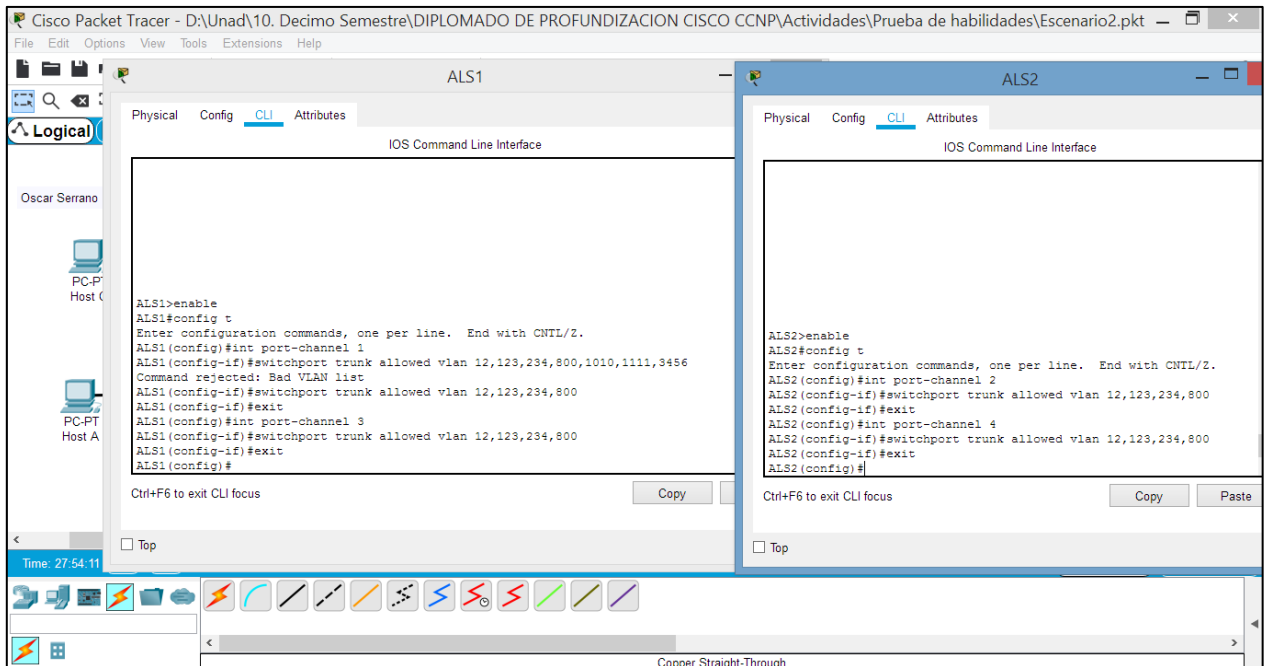 Cisco Packet Tracer - D:\Unad\10. Decimo Semestre\DIPLOMADO DE PROFUNDIZACION CISCO CCNP\Actividades\Prueba de habilidades\Escenario2.pkt
File Edit Options View Tools Extensions Help
Logical
Oscar Serrano
PC-PT
Host
PC-PT
Host A
Time: 27:54:11
ALS1
Physical Config CLI Attributes
IOS Command Line Interface
ALS1>enable
ALS1#config t
Enter configuration commands, one per line. End with CNTL/Z.
ALS1(config)#int port-channel 1
ALS1(config-if)#switchport trunk allowed vlan 12,123,234,800,1010,1111,3456
Command rejected: Bad VLAN list
ALS1(config-if)#switchport trunk allowed vlan 12,123,234,800
ALS1(config-if)#exit
ALS1(config)#int port-channel 3
ALS1(config-if)#switchport trunk allowed vlan 12,123,234,800
ALS1(config-if)#exit
ALS1(config)#
Ctrl+F6 to exit CLI focus
Copy
Top
ALS2
Physical Config CLI Attributes
IOS Command Line Interface
ALS2>enable
ALS2#config t
Enter configuration commands, one per line. End with CNTL/Z.
ALS2(config)#int port-channel 2
ALS2(config-if)#switchport trunk allowed vlan 12,123,234,800
ALS2(config-if)#exit
ALS2(config)#int port-channel 4
ALS2(config-if)#switchport trunk allowed vlan 12,123,234,800
ALS2(config-if)#exit
ALS2(config)#
Ctrl+F6 to exit CLI focus
Copy Paste
Top
Copper Straight-Through